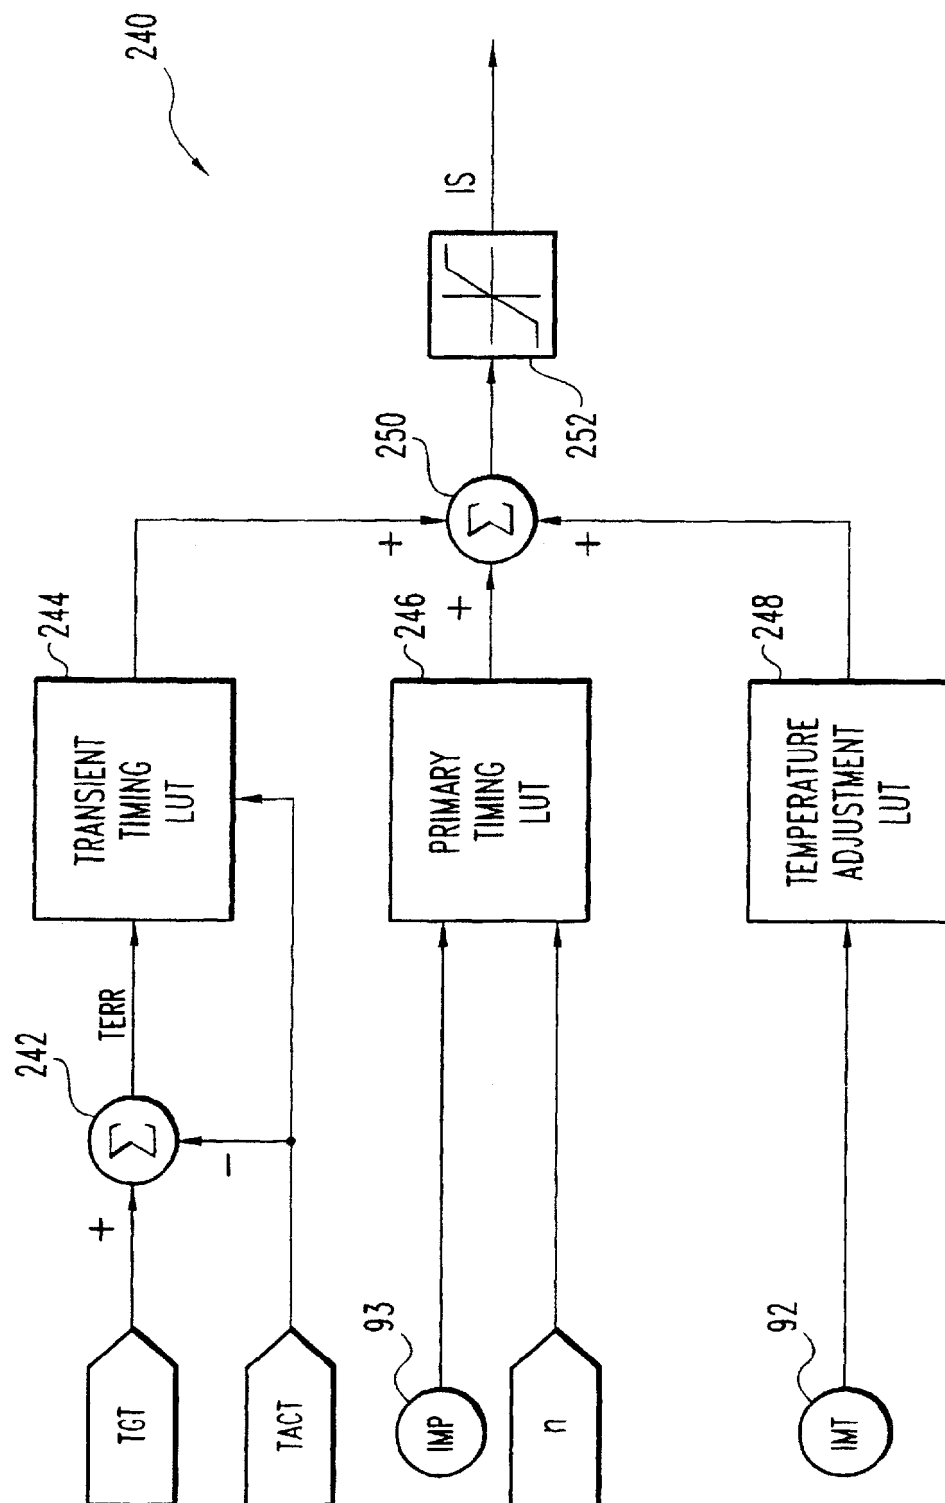 240
TGT
+
242
Σ
-
TERR
TACT
TRANSIENT
TIMING
LUT
244
+
93
IMP
n
PRIMARY
TIMING
LUT
246
+
250
Σ
252
IS
92
IMT
TEMPERATURE
ADJUSTMENT
LUT
248
+